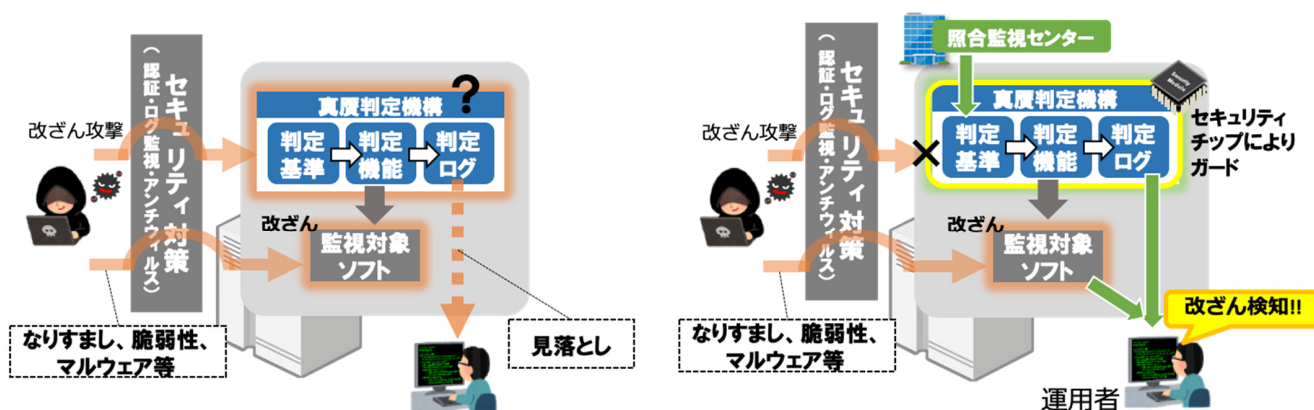 セキュリティ対策
（認証・ログ監視・アンチウィルス）
改ざん攻撃
?
真贋判定機構
判定
基準
判定
機能
判定
ログ
改ざん
監視対象
ソフト
なりすまし、脆弱性、
マルウェア等
見落とし
照合監視センター
セキュリティ対策
（認証・ログ監視・アンチウィルス）
改ざん攻撃
Security
Module
真贋判定機構
判定
基準
判定
機能
判定
ログ
セキュリティ
チップにより
ガード
監視対象
ソフト
改ざん検知!!
なりすまし、脆弱性、
マルウェア等
運用者